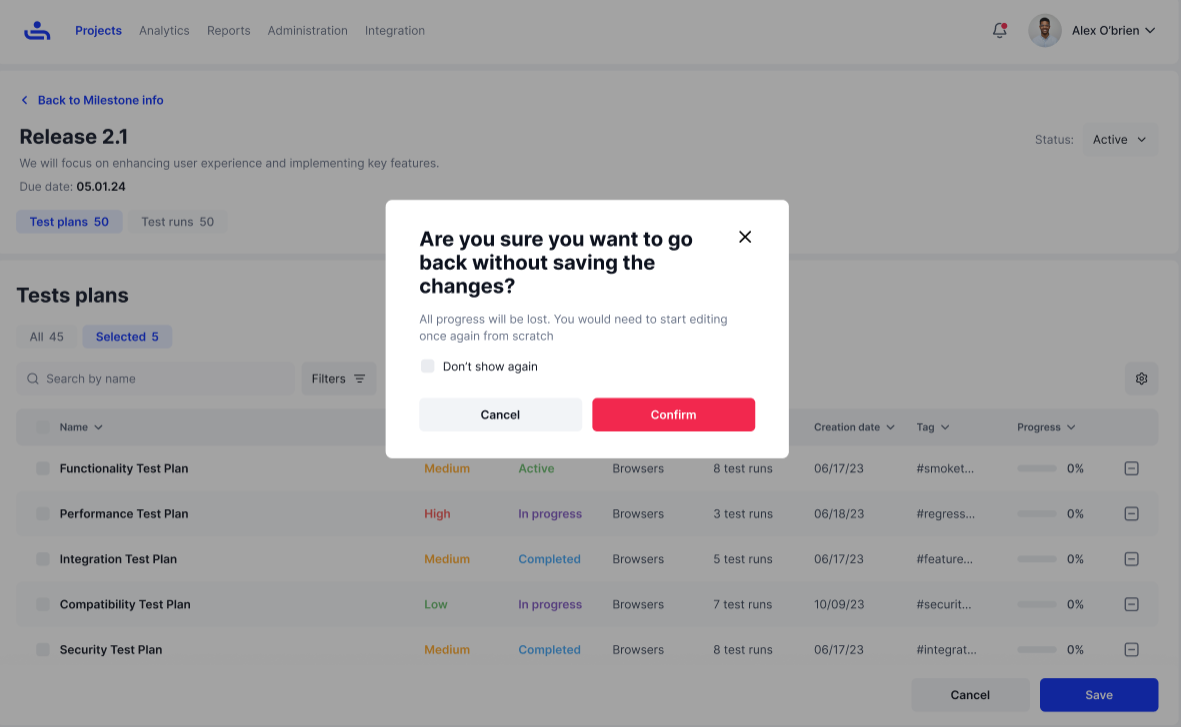 Projects Analytics Reports Administration Integration Alex O'brien
Back to Milestone info
Release 2.1
Status: Active
We will focus on enhancing user experience and implementing key features.
Due date: 05.01.24
Test plans 50 Test runs 50
Are you sure you want to go
back without saving the
changes?
All progress will be lost. You would need to start editing
once again from scratch
Don't show again
Cancel Confirm
Tests plans
All 45 Selected 5
Search by name Filters
Name Creation date Tag Progress
Functionality Test Plan Medium Active Browsers 8 test runs 06/17/23 #smoket... 0%
Performance Test Plan High In progress Browsers 3 test runs 06/18/23 #regress... 0%
Integration Test Plan Medium Completed Browsers 5 test runs 06/17/23 #feature... 0%
Compatibility Test Plan Low In progress Browsers 7 test runs 10/09/23 #securit... 0%
Security Test Plan Medium Completed Browsers 8 test runs 06/17/23 #integrat... 0%
Cancel Save